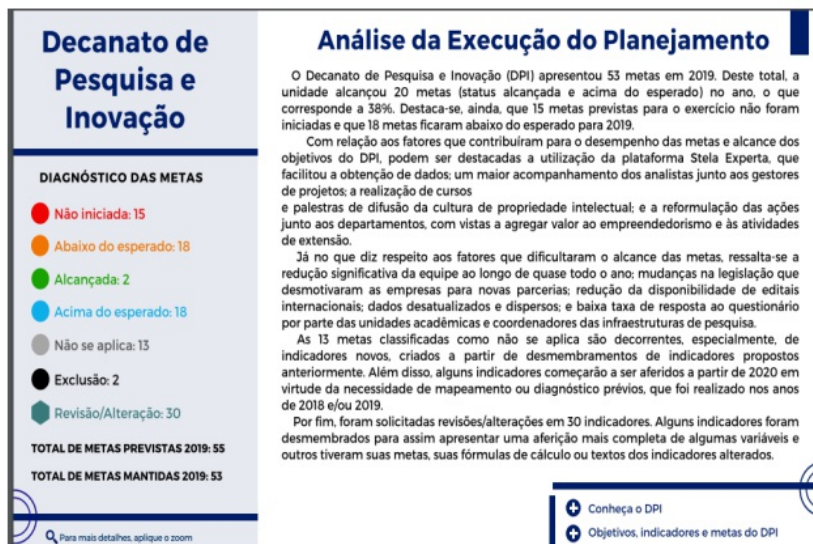 Decanato de
Pesquisa e
Inovação
DIAGNÓSTICO DAS METAS
Não iniciada: 15
Abaixo do esperado: 18
Alcançada: 2
Acima do esperado: 18
Não se aplica: 13
Exclusão: 2
Revisão/Alteração: 30
TOTAL DE METAS PREVISTAS 2019: 55
TOTAL DE METAS MANTIDAS 2019: 53
Para mais detalhes, aplique o zoom
Análise da Execução do Planejamento
O Decanato de Pesquisa e Inovação (DPI) apresentou 53 metas em 2019. Deste total, a
unidade alcançou 20 metas (status alcançada e acima do esperado) no ano, o que
corresponde a 38%. Destaca-se, ainda, que 15 metas previstas para o exercício não foram
iniciadas e que 18 metas ficaram abaixo do esperado para 2019.
Com relação aos fatores que contribuíram para o desempenho das metas e alcance dos
objetivos do DPI, podem ser destacadas a utilização da plataforma Stela Experta, que
facilitou a obtenção de dados; um maior acompanhamento dos analistas junto aos gestores
de projetos; a realização de cursos
e palestras de difusão da cultura de propriedade intelectual; e a reformulação das ações
junto aos departamentos, com vistas a agregar valor ao empreendedorismo e às atividades
de extensão.
Já no que diz respeito aos fatores que dificultaram o alcance das metas, ressalta-se a
redução significativa da equipe ao longo de quase todo o ano; mudanças na legislação que
desmotivaram as empresas para novas parcerias; redução da disponibilidade de editais
internacionais; dados desatualizados e dispersos; e baixa taxa de resposta ao questionário
por parte das unidades acadêmicas e coordenadores das infraestruturas de pesquisa.
As 13 metas classificadas como não se aplica são decorrentes, especialmente, de
indicadores novos, criados a partir de desmembramentos de indicadores propostos
anteriormente. Além disso, alguns indicadores começarão a ser aferidos a partir de 2020 em
virtude da necessidade de mapeamento ou diagnóstico prévios, que foi realizado nos anos
de 2018 e/ou 2019.
Por fim, foram solicitadas revisões/alterações em 30 indicadores. Alguns indicadores foram
desmembrados para assim apresentar uma aferição mais completa de algumas variáveis e
outros tiveram suas metas, suas fórmulas de cálculo ou textos dos indicadores alterados.
Conheça o DPI
Objetivos, indicadores e metas do DPI